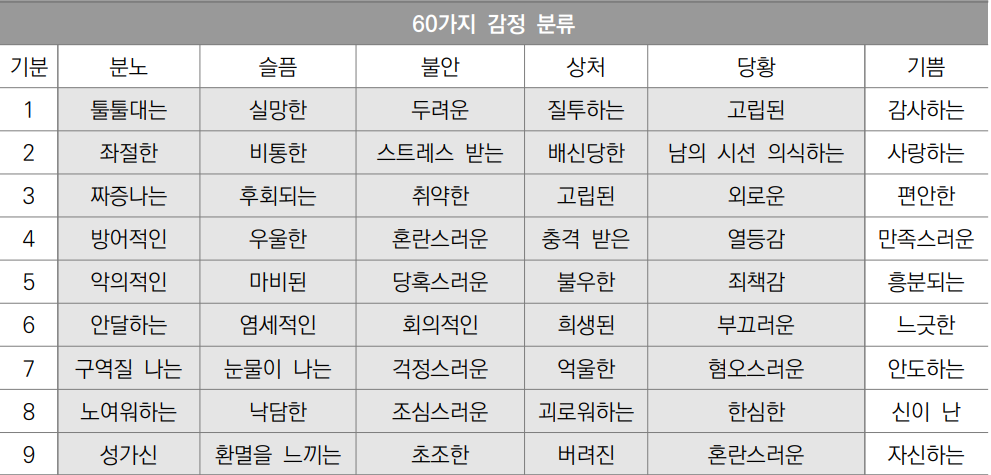 60가지 감정 분류
기분 분노 슬픔 불안 상처 당황 기쁨
1 툴툴대는 실망한 두려운 질투하는 고립된 감사하는
2 좌절한 비통한 스트레스 받는 배신당한 남의 시선 의식하는 사랑하는
3 짜증나는 후회되는 취약한 고립된 외로운 편안한
4 방어적인 우울한 혼란스러운 충격 받은 열등감 만족스러운
5 악의적인 마비된 당혹스러운 불우한 죄책감 흥분되는
6 안달하는 염세적인 회의적인 희생된 부끄러운 느긋한
7 구역질 나는 눈물이 나는 걱정스러운 억울한 혐오스러운 안도하는
8 노여워하는 낙담한 조심스러운 괴로워하는 한심한 신이 난
9 성가신 환멸을 느끼는 초조한 버려진 혼란스러운 자신하는